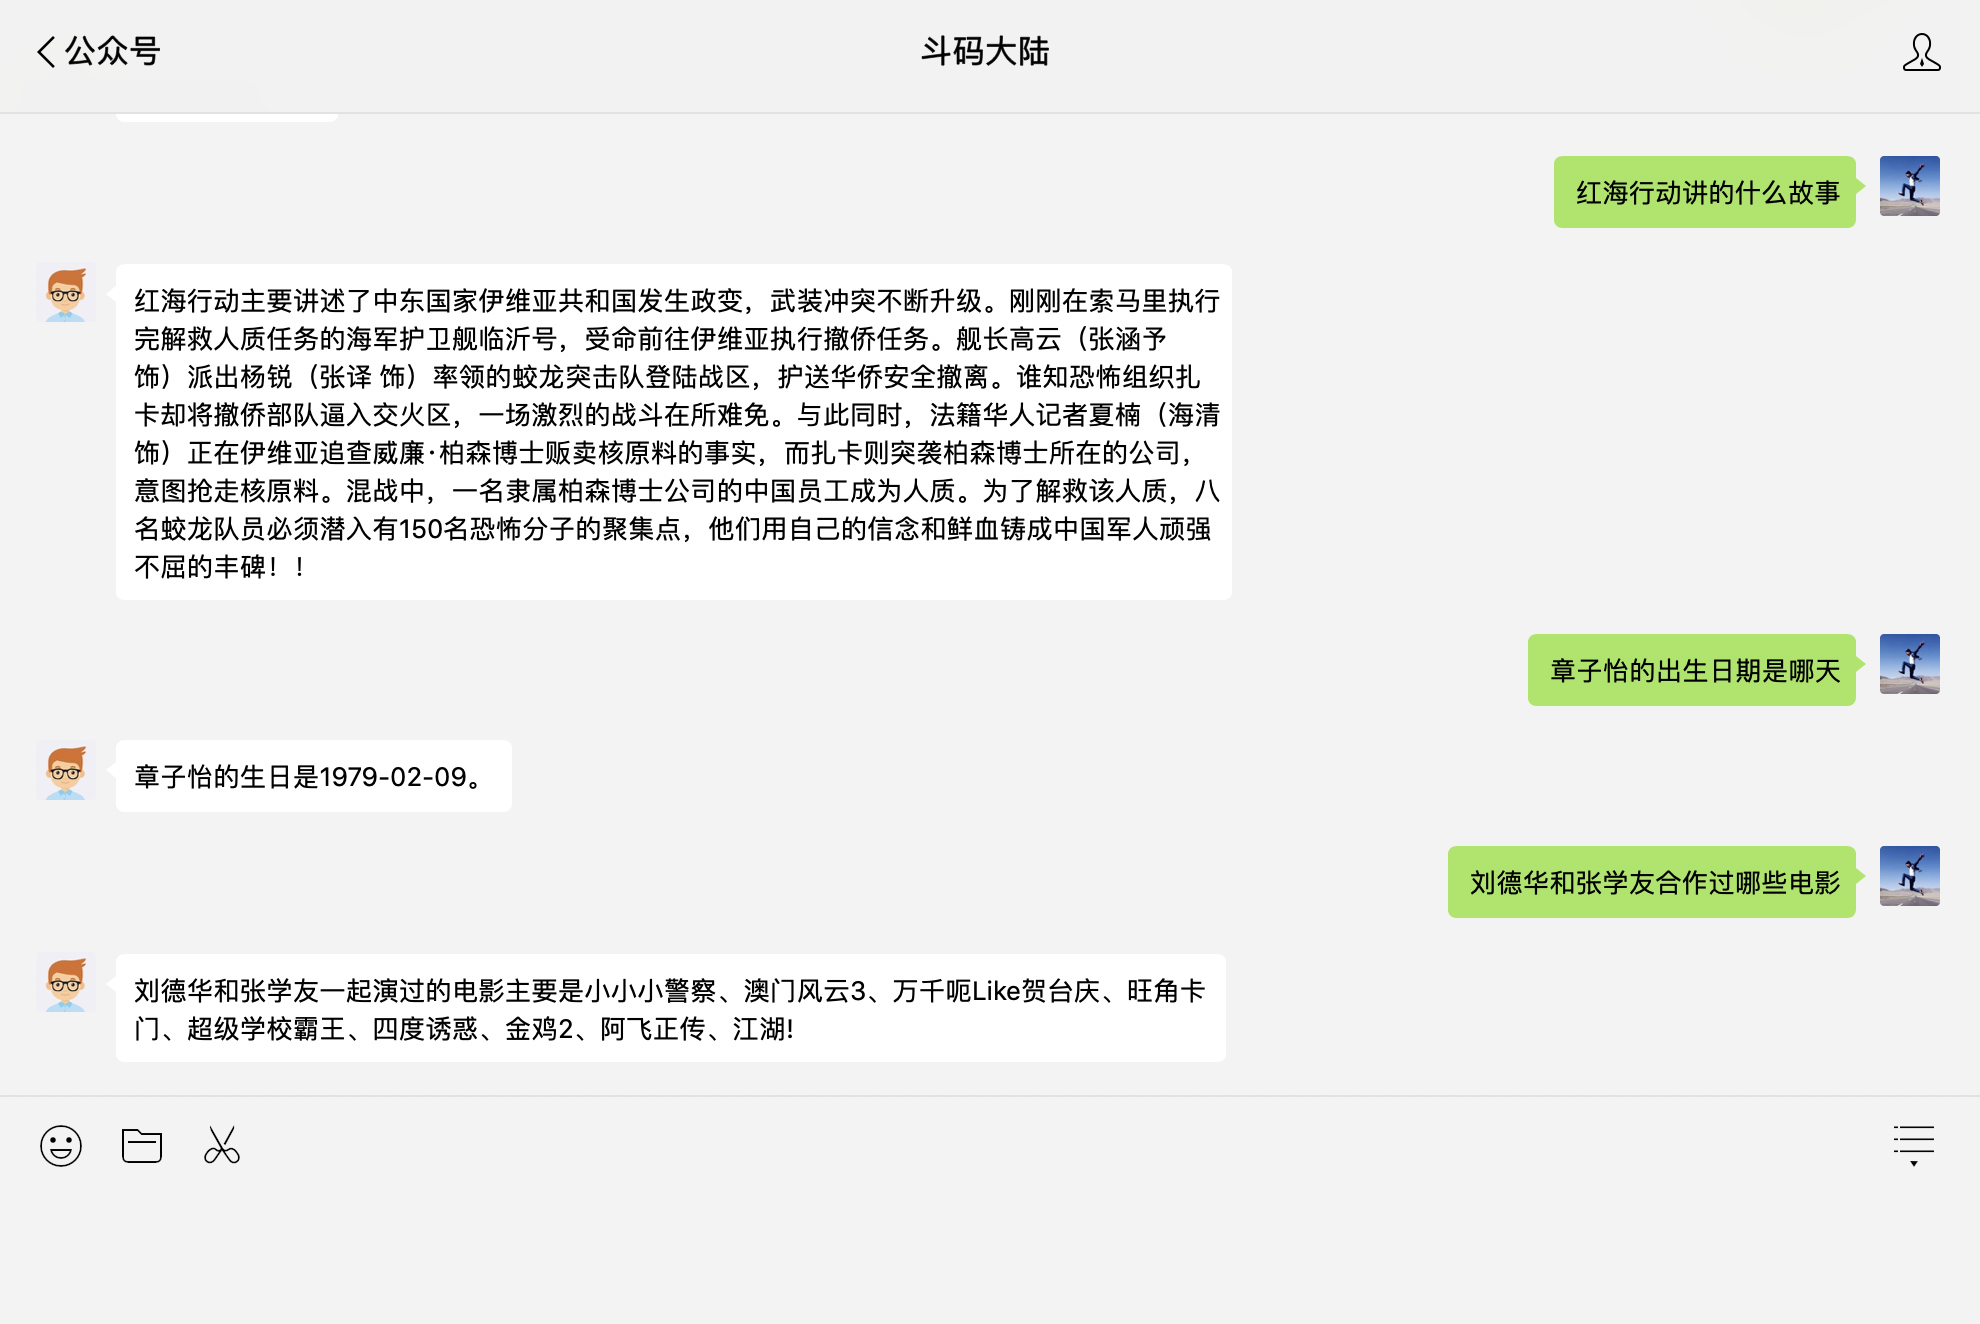 公众号
斗码大陆
红海行动讲的什么故事
红海行动主要讲述了中东国家伊维亚共和国发生政变，武装冲突不断升级。刚刚在索马里执行
完解救人质任务的海军护卫舰临沂号，受命前往伊维亚执行撤侨任务。舰长高云（张涵予
饰）派出杨锐（张译 饰）率领的蛟龙突击队登陆战区，护送华侨安全撤离。谁知恐怖组织扎
卡却将撤侨部队逼入交火区，一场激烈的战斗在所难免。与此同时，法籍华人记者夏楠（海清
饰）正在伊维亚追查威廉·柏森博士贩卖核原料的事实，而扎卡则突袭柏森博士所在的公司，
意图抢走核原料。混战中，一名隶属柏森博士公司的中国员工成为人质。为了解救该人质，八
名蛟龙队员必须潜入有150名恐怖分子的聚集点，他们用自己的信念和鲜血铸成中国军人顽强
不屈的丰碑！！
章子怡的出生日期是哪天
章子怡的生日是1979-02-09。
刘德华和张学友合作过哪些电影
刘德华和张学友一起演过的电影主要是小小小警察、澳门风云3、万千呃Like贺台庆、旺角卡
门、超级学校霸王、四度诱惑、金鸡2、阿飞正传、江湖!